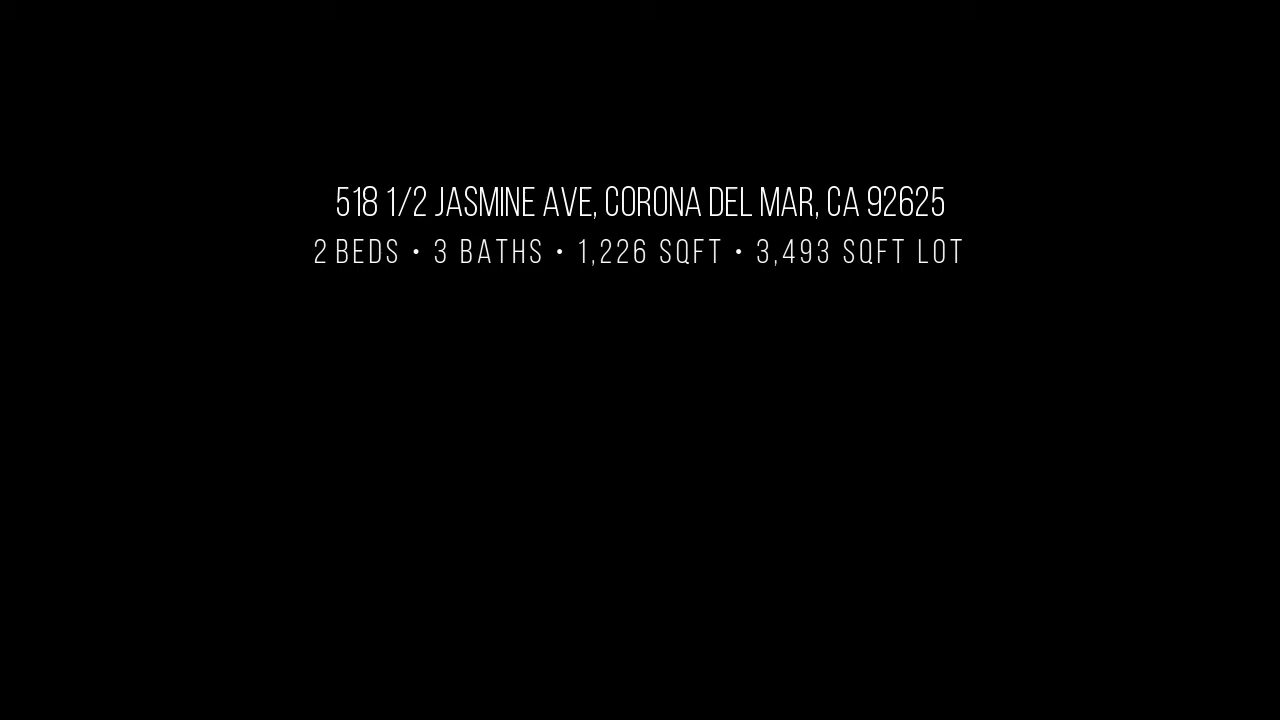 518 1/2 JASMINE AVE, CORONA DEL MAR, CA 92625
2 BEDS • 3 BATHS • 1,226 SQFT • 3,493 SQFT LOT